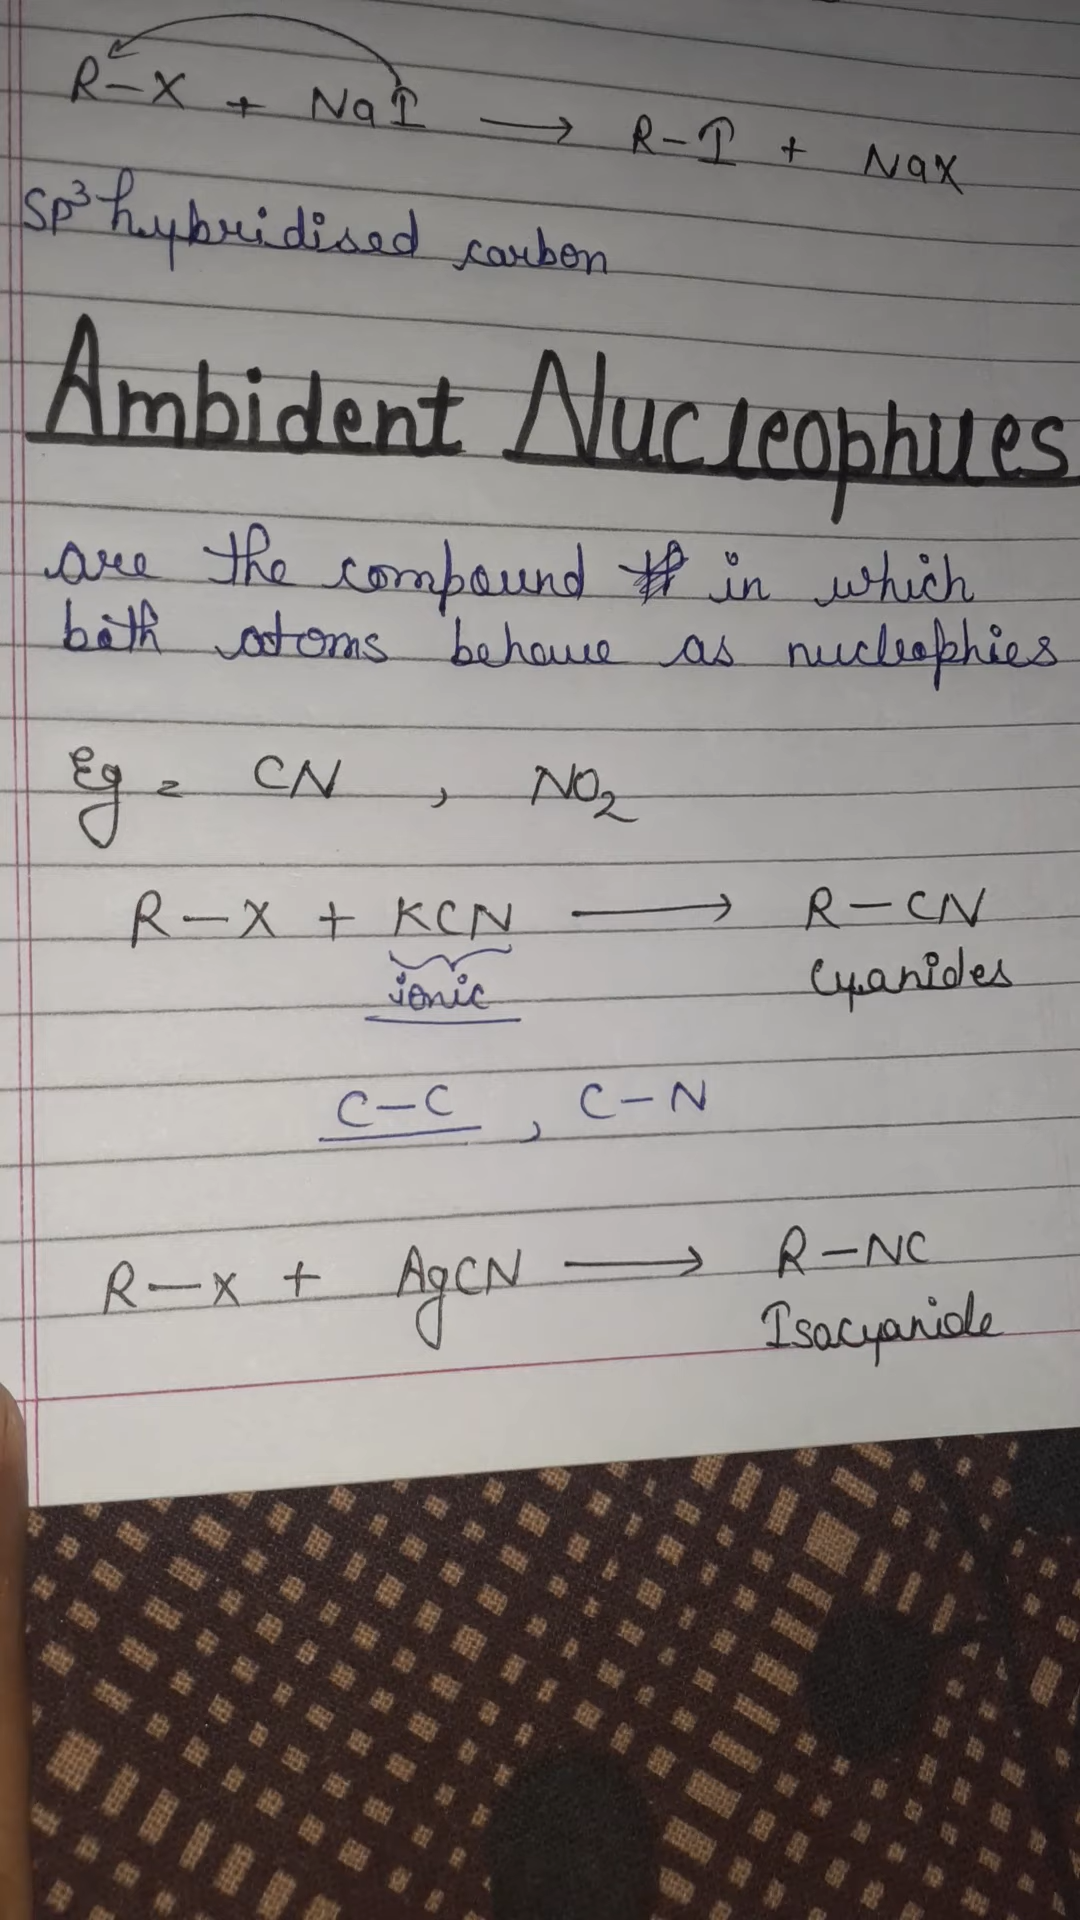 R-X + NaI ⟶ R-I + NaX
SP³ hybridised carbon
Ambident Nucleophiles
are the compound in which
both atoms behave as nucleophies
Eg = CN , NO₂
R-X + KCN ⟶ R-CN
ionic Cyanides
C-C , C-N
R-X + AgCN ⟶ R-NC
Isacyanide